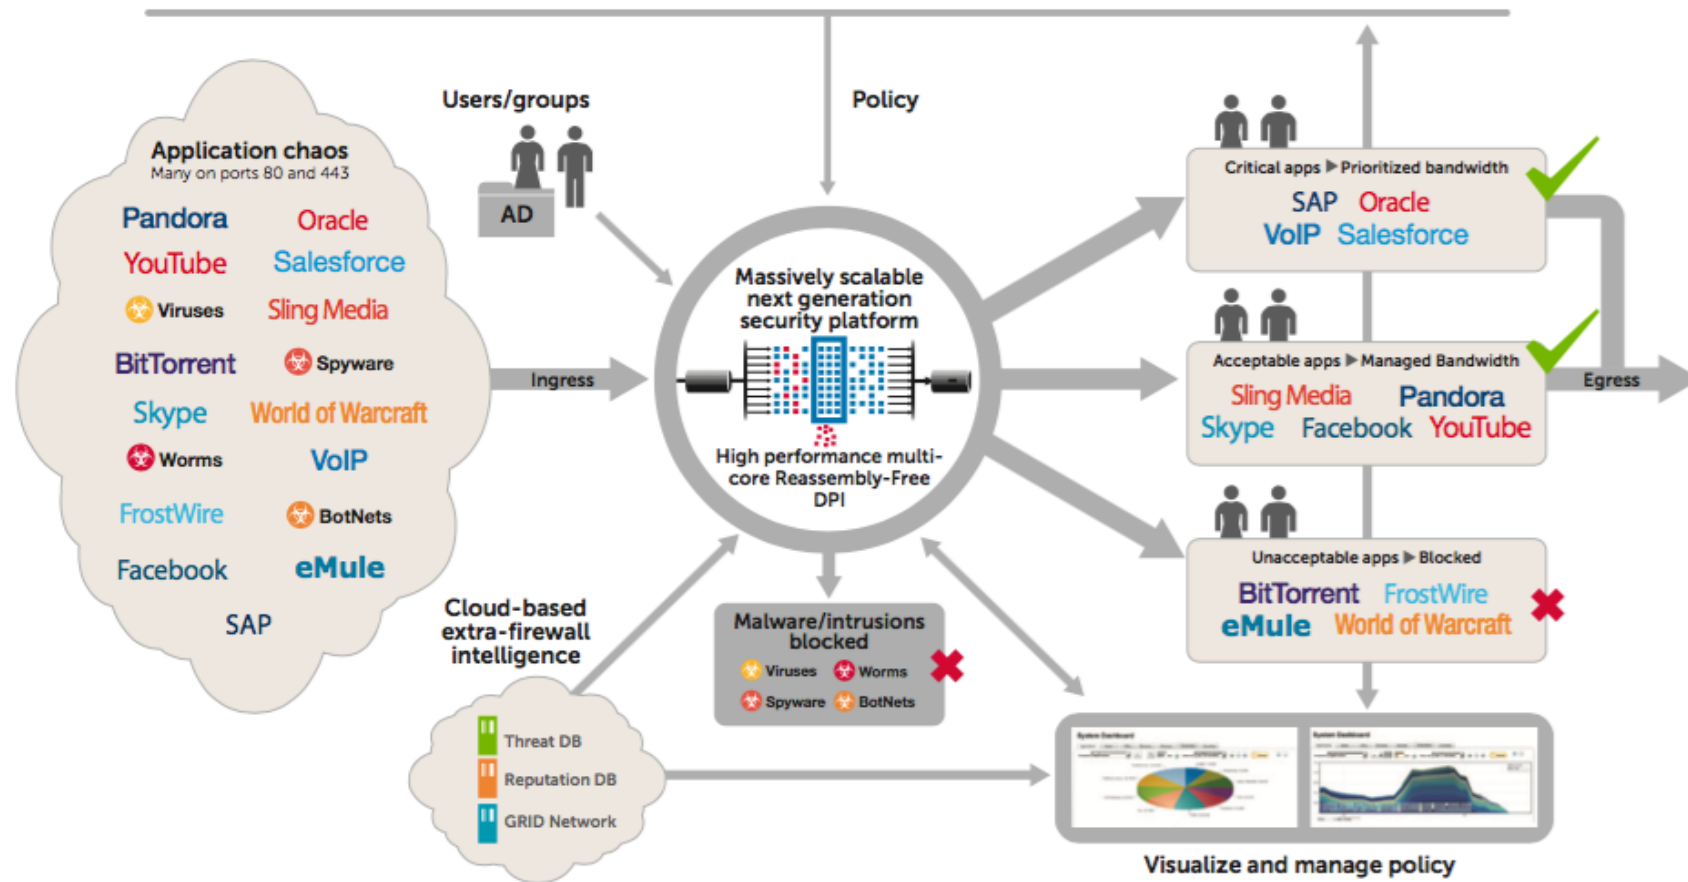 Application chaos
Many on ports 80 and 443
Pandora
Oracle
YouTube
Salesforce
Viruses
Sling Media
BitTorrent
Spyware
Skype
World of Warcraft
Worms
VoIP
FrostWire
BotNets
Facebook
eMule
SAP
Ingress
Users/groups
AD
Policy
Massively scalable
next generation
security platform
High performance multi-
core Reassembly-Free
DPI
Cloud-based
extra-firewall
intelligence
Threat DB
Reputation DB
GRID Network
Malware/intrusions
blocked
Viruses
Worms
Spyware
BotNets
Critical apps ▶ Prioritized bandwidth
SAP Oracle
VoIP Salesforce
Acceptable apps ▶ Managed Bandwidth
Sling Media Pandora
Skype Facebook YouTube
Egress
Unacceptable apps ▶ Blocked
BitTorrent FrostWire
eMule World of Warcraft
System Dashboard
System Dashboard
Visualize and manage policy